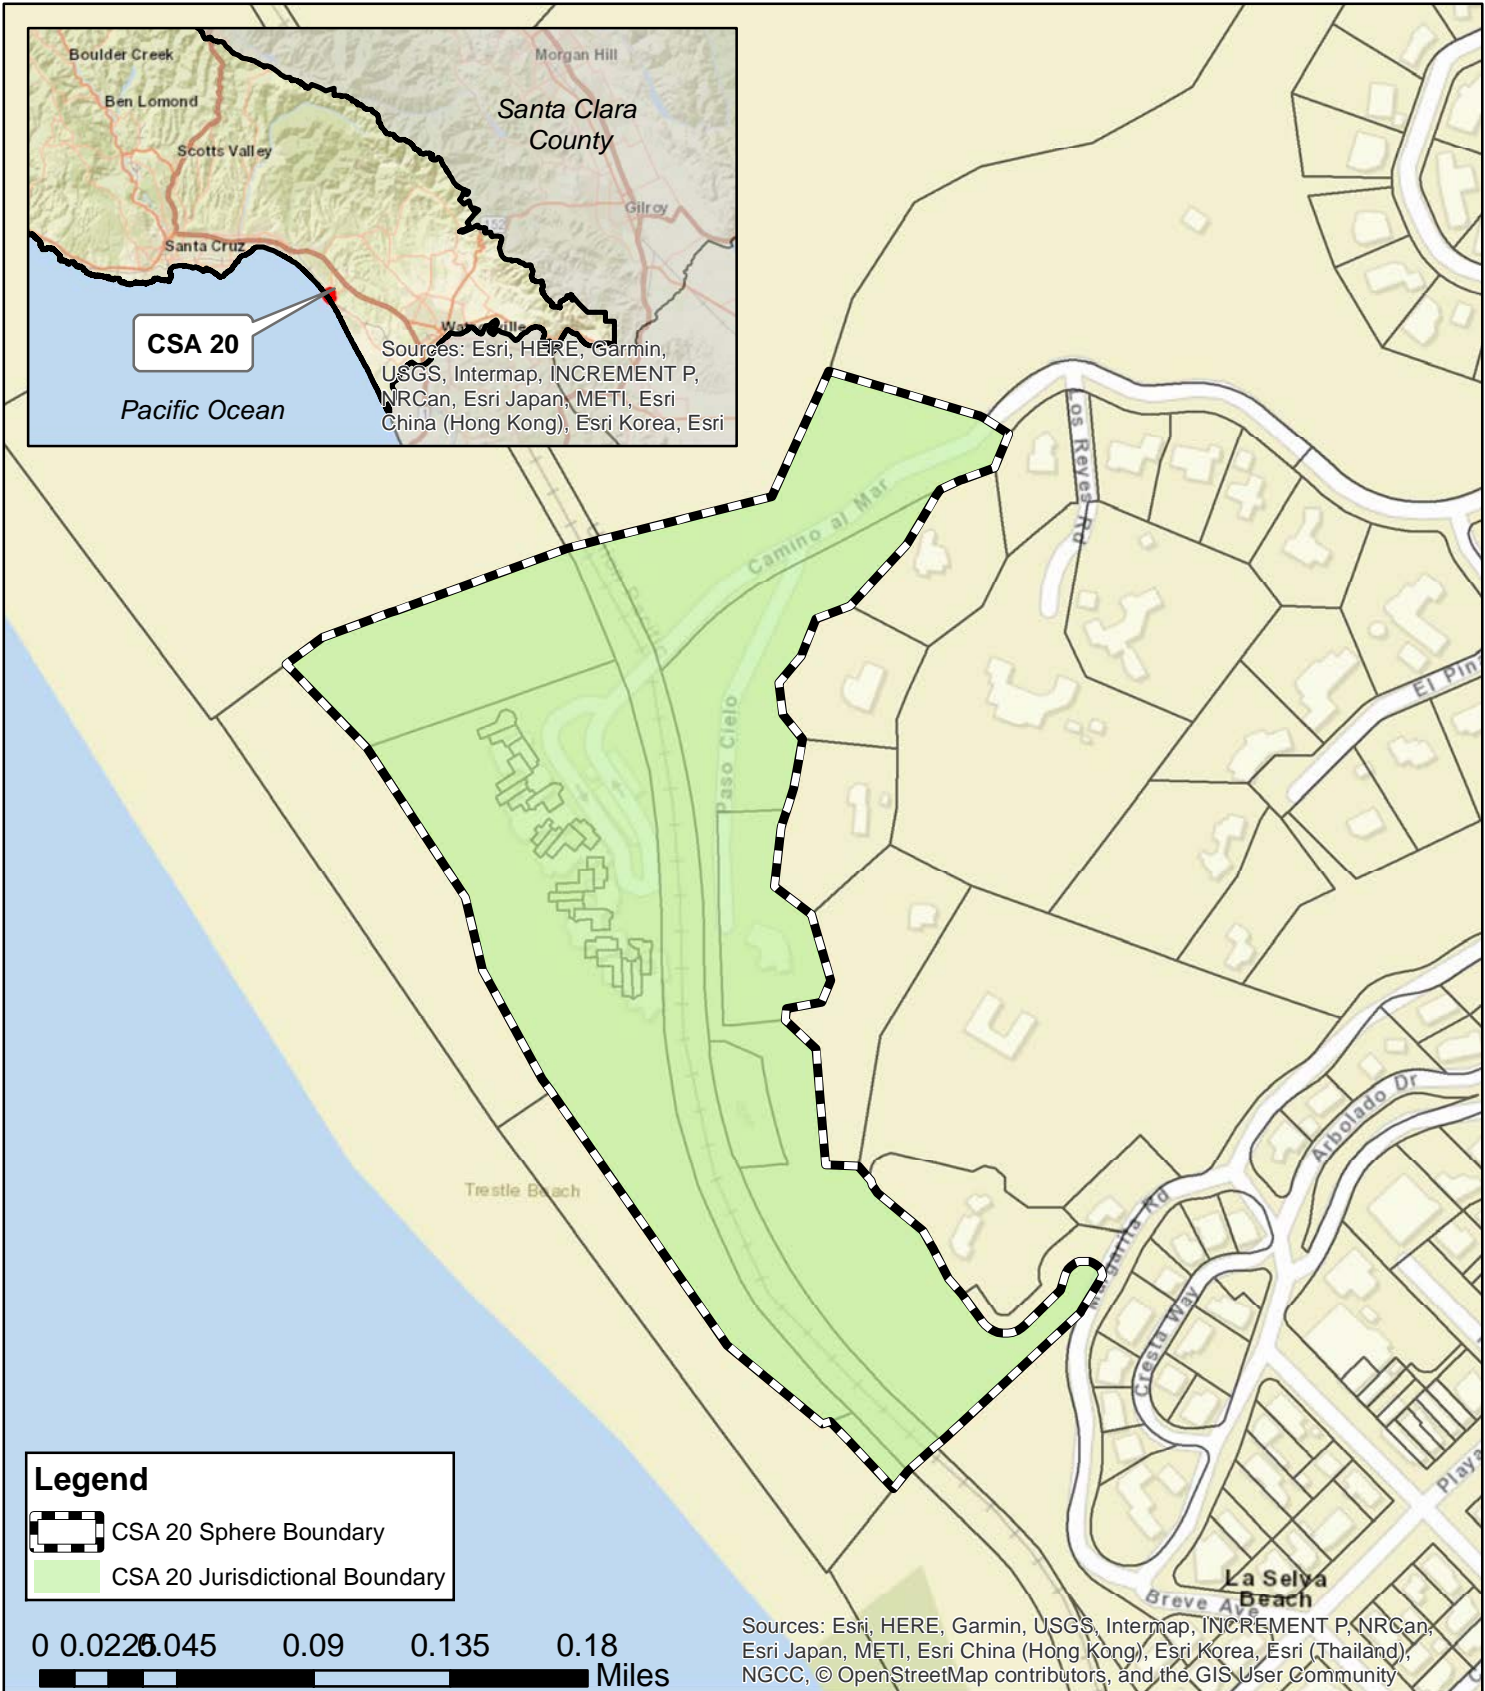 Boulder Creek
Morgan Hill
Ben Lomond
Santa Clara
County
Scotts Valley
Gilroy
152
Santa Cruz
CSA 20
Pacific Ocean
Sources: Esri, HERE, Garmin,
USGS, Intermap, INCREMENT P,
NRCan, Esri Japan, METI, Esri
China (Hong Kong), Esri Korea, Esri
Los Reyes Rd
Camino al Mar
Paso Cielo
El Pin
Trestle Beach
Arbolado Dr
Margarita Rd
Cresta Way
Playa
La Selva
Beach
Breve Ave
Legend
CSA 20 Sphere Boundary
CSA 20 Jurisdictional Boundary
0 0.0225 0.045 0.09 0.135 0.18
Miles
Sources: Esri, HERE, Garmin, USGS, Intermap, INCREMENT P, NRCan,
Esri Japan, METI, Esri China (Hong Kong), Esri Korea, Esri (Thailand),
NGCC, © OpenStreetMap contributors, and the GIS User Community